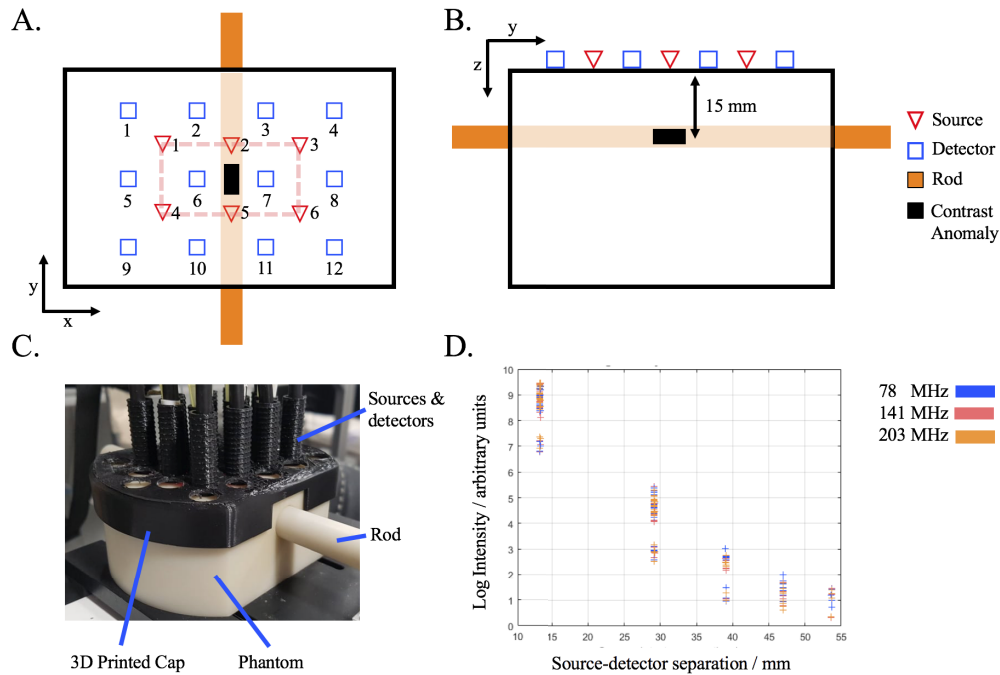 A.
1
2
3
4
1
2
3
5
6
7
8
4
5
6
9
10
11
12
y
x
B.
y
z
15 mm
Source
Detector
Rod
Contrast
Anomaly
C.
Sources &
detectors
Rod
3D Printed Cap
Phantom
D.
Log Intensity / arbitrary units
10
9
8
7
6
5
4
3
2
1
0
10
15
20
25
30
35
40
45
50
55
Source-detector separation / mm
78 MHz
141 MHz
203 MHz